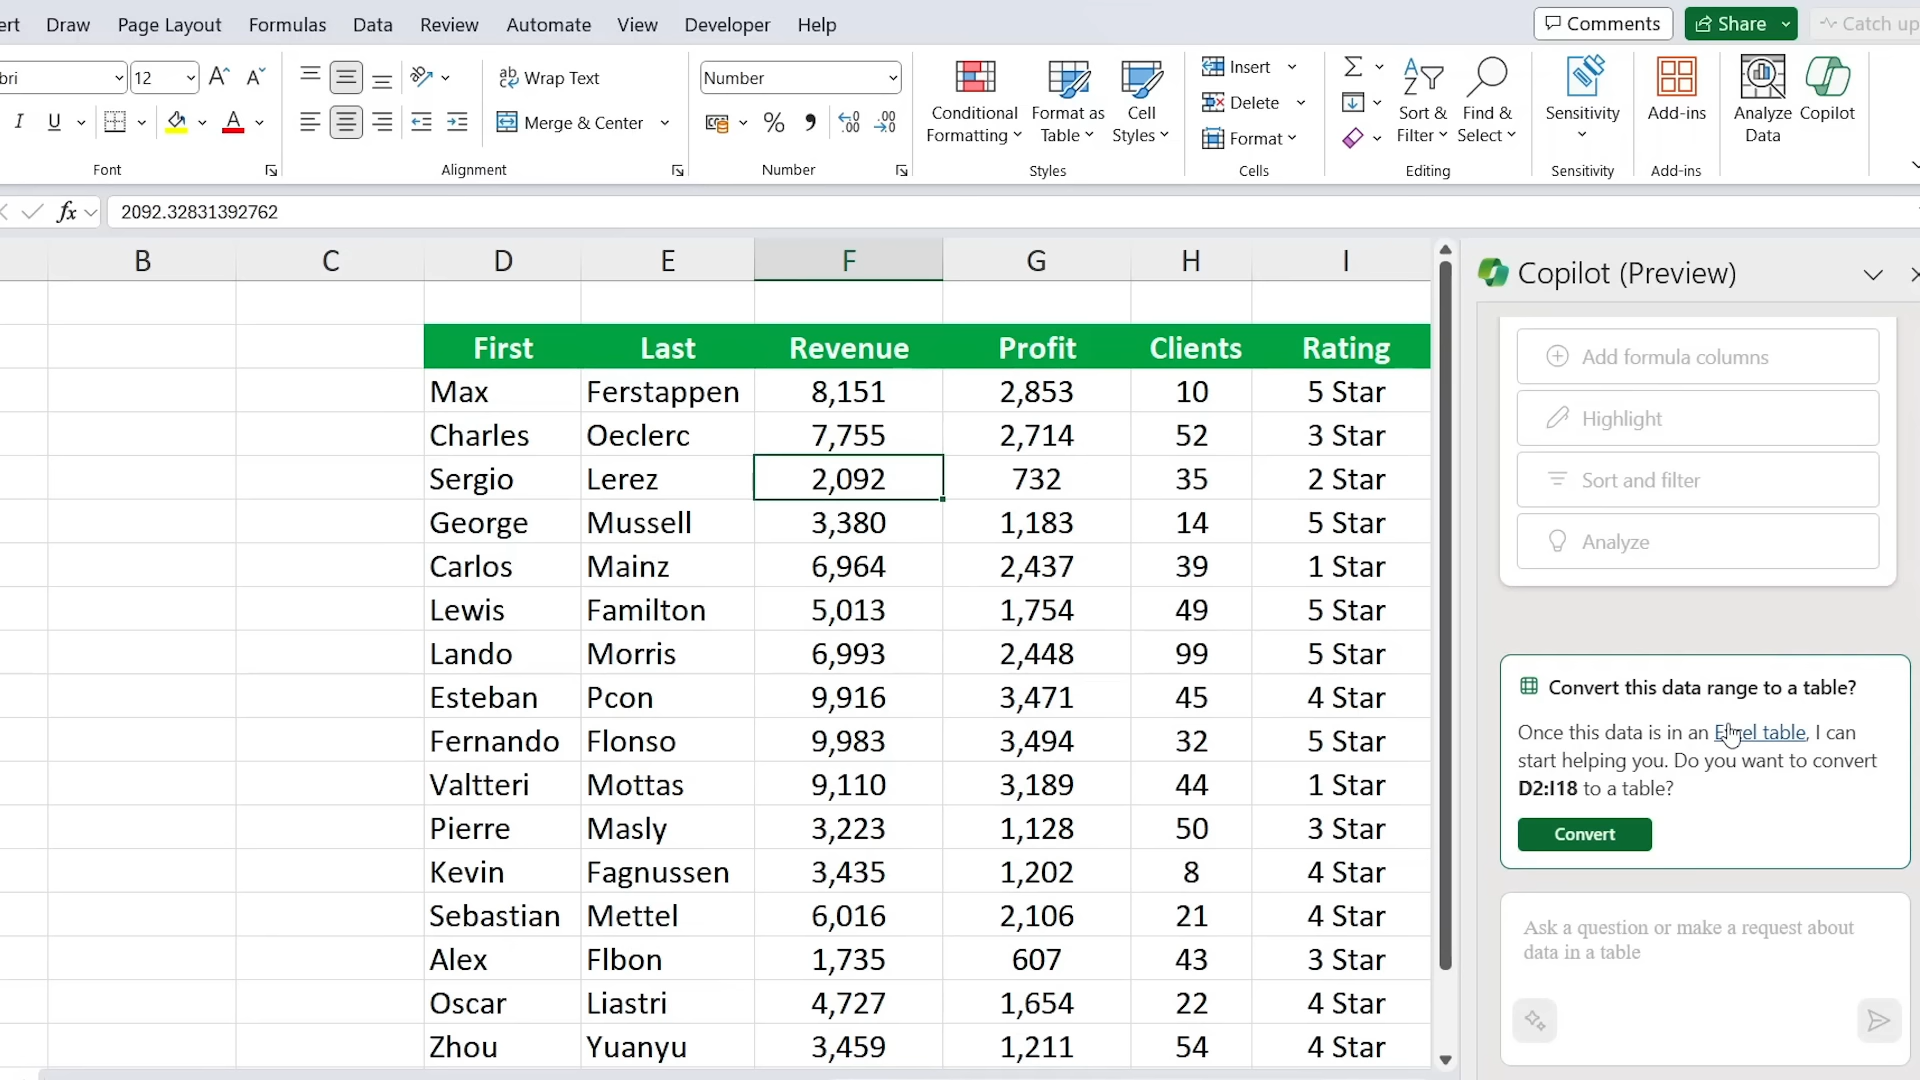 Draw Page Layout Formulas Data Review Automate View Developer Help Comments Share Catch up
12 Wrap Text Number Insert
Delete
Conditional Formatting Format as Table Cell Styles Sort & Filter Find & Select Sensitivity Add-ins Analyze Data Copilot
I U A Merge & Center % Format
Font Alignment Number Styles Cells Editing Sensitivity Add-ins
fx 2092.32831392762
B C D E F G H I
First Last Revenue Profit Clients Rating
Max Ferstappen 8,151 2,853 10 5 Star
Charles Oeclerc 7,755 2,714 52 3 Star
Sergio Lerez 2,092 732 35 2 Star
George Mussell 3,380 1,183 14 5 Star
Carlos Mainz 6,964 2,437 39 1 Star
Lewis Familton 5,013 1,754 49 5 Star
Lando Morris 6,993 2,448 99 5 Star
Esteban Pcon 9,916 3,471 45 4 Star
Fernando Flonso 9,983 3,494 32 5 Star
Valtteri Mottas 9,110 3,189 44 1 Star
Pierre Masly 3,223 1,128 50 3 Star
Kevin Fagnussen 3,435 1,202 8 4 Star
Sebastian Mettel 6,016 2,106 21 4 Star
Alex Flbon 1,735 607 43 3 Star
Oscar Liastri 4,727 1,654 22 4 Star
Zhou Yuanyu 3,459 1,211 54 4 Star
Copilot (Preview)
Add formula columns
Highlight
Sort and filter
Analyze
Convert this data range to a table?
Once this data is in an Excel table, I can
start helping you. Do you want to convert
D2:I18 to a table?
Convert
Ask a question or make a request about
data in a table